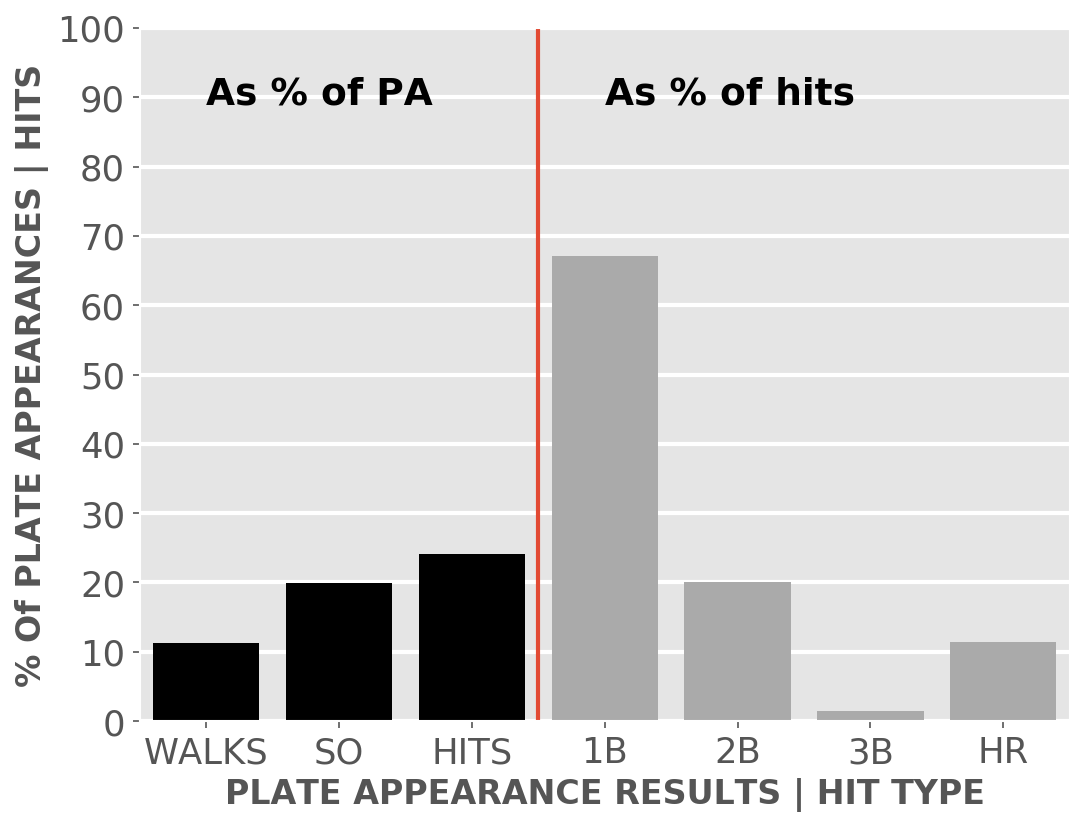 % Of PLATE APPEARANCES | HITS
100
90
80
70
60
50
40
30
20
10
0
As % of PA
As % of hits
WALKS SO HITS 1B 2B 3B HR
PLATE APPEARANCE RESULTS | HIT TYPE